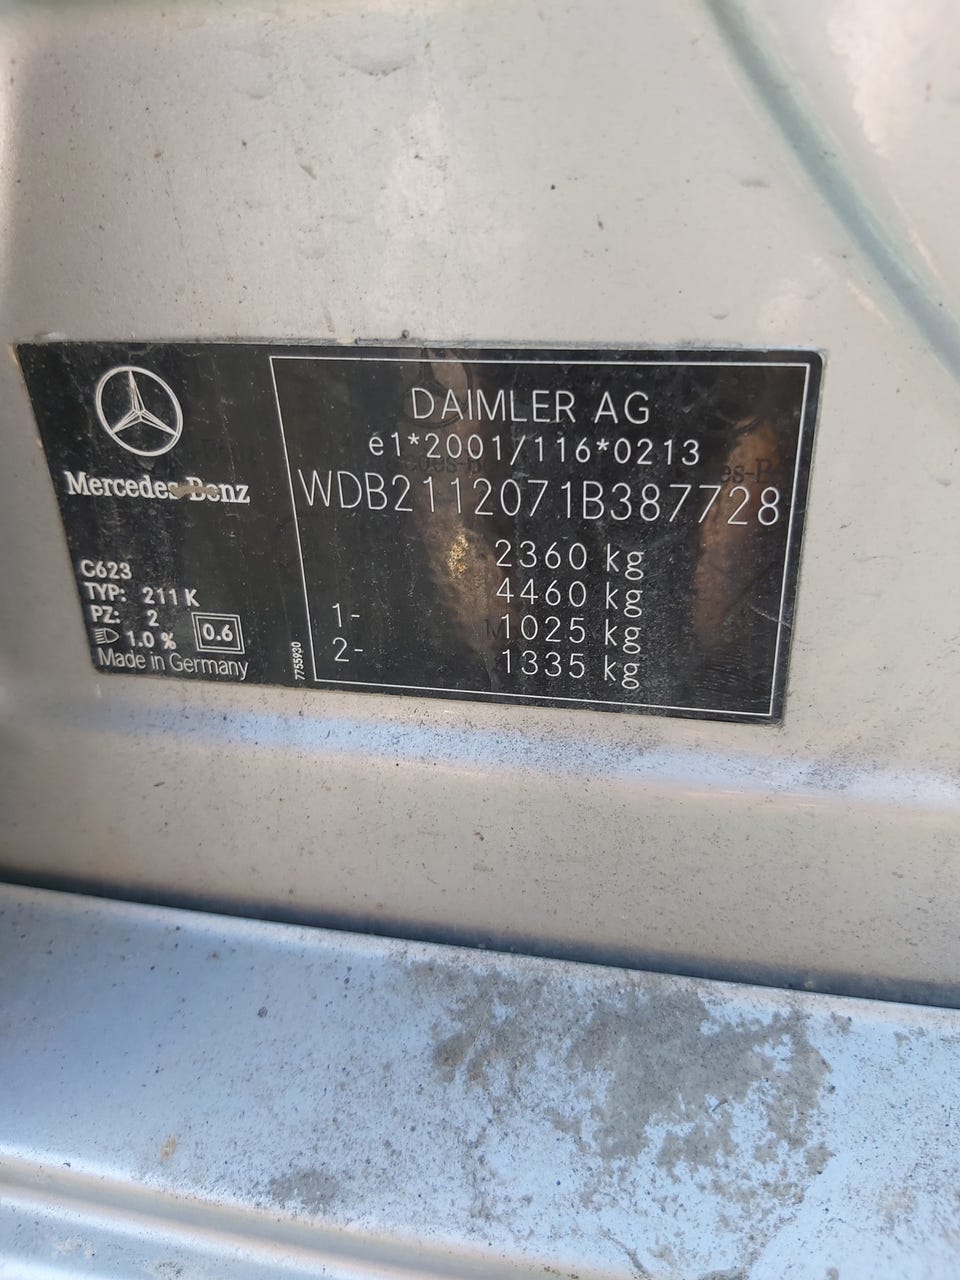 Mercedes-Benz
C623
TYP: 211 K
PZ: 2
1.0 %
0.6
Made in Germany
7755930
DAIMLER AG
e1*2001/116*0213
WDB2112071B387728
2360 kg
4460 kg
1- 1025 kg
2- 1335 kg